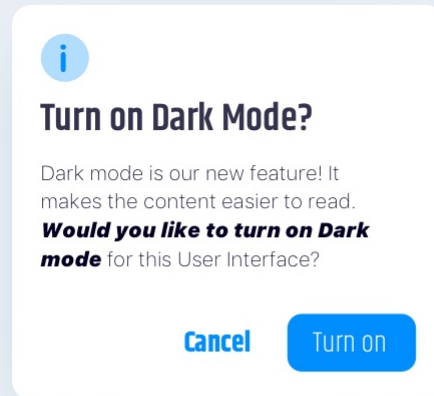 i
Turn on Dark Mode?
Dark mode is our new feature! It
makes the content easier to read.
Would you like to turn on Dark
mode for this User Interface?
Cancel Turn on